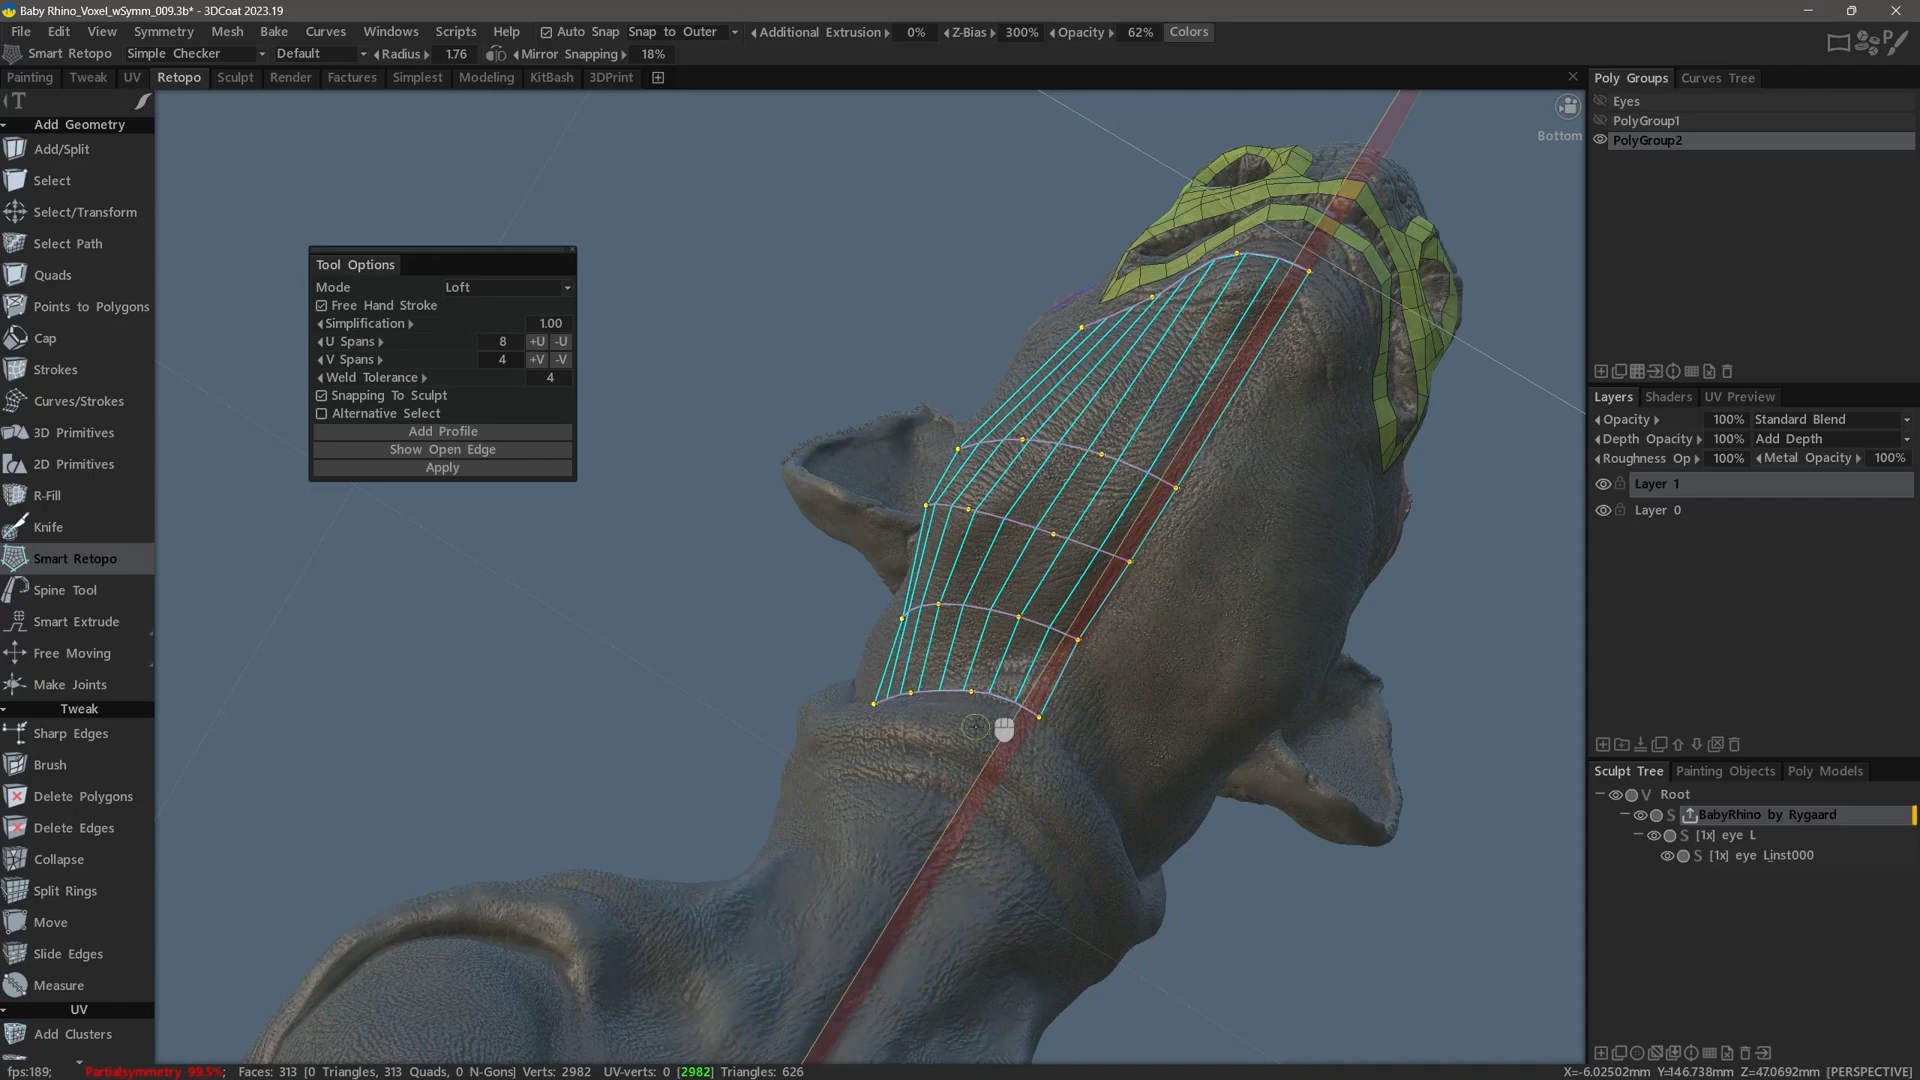 Baby Rhino_Voxel_wSymm_009.3b* - 3DCoat 2023.19
File Edit View Symmetry Mesh Bake Curves Windows Scripts Help Auto Snap Snap to Outer Additional Extrusion 0% Z-Bias 300% Opacity 62% Colors
Smart Retopo Simple Checker Default Radius 1.76 Mirror Snapping 18%
Painting Tweak UV Retopo Sculpt Render Factures Simplest Modeling KitBash 3DPrint
T
Add Geometry
Add/Split
Select
Select/Transform
Select Path
Quads
Points to Polygons
Cap
Strokes
Curves/Strokes
3D Primitives
2D Primitives
R-Fill
Knife
Smart Retopo
Spine Tool
Smart Extrude
Free Moving
Make Joints
Tweak
Sharp Edges
Brush
Delete Polygons
Delete Edges
Collapse
Split Rings
Move
Slide Edges
Measure
UV
Add Clusters
Tool Options
Mode Loft
Free Hand Stroke
Simplification 1.00
U Spans 8 +U -U
V Spans 4 +V -V
Weld Tolerance 4
Snapping To Sculpt
Alternative Select
Add Profile
Show Open Edge
Apply
Bottom
Poly Groups Curves Tree
Eyes
PolyGroup1
PolyGroup2
Layers Shaders UV Preview
Opacity 100% Standard Blend
Depth Opacity 100% Add Depth
Roughness Op 100% Metal Opacity 100%
Layer 1
Layer 0
Sculpt Tree Painting Objects Poly Models
V Root
S BabyRhino by Rygaard
S [1x] eye L
S [1x] eye Linst000
fps:189; Partialsymmetry 99.5%; Faces: 313 [0 Triangles, 313 Quads, 0 N-Gons] Verts: 2982 UV-verts: 0 [2982] Triangles: 626
X=-6.02502mm Y=146.738mm Z=47.0692mm [PERSPECTIVE]